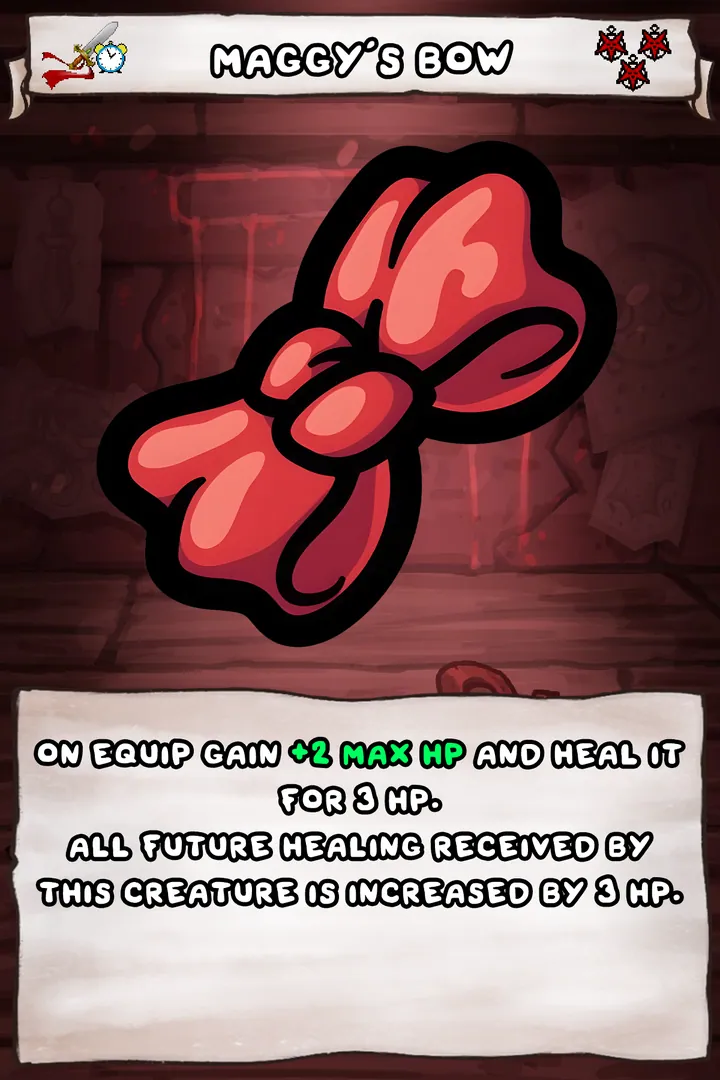 MAGGY'S BOW
ON EQUIP GAIN +2 MAX HP AND HEAL IT
FOR 3 HP.
ALL FUTURE HEALING RECEIVED BY
THIS CREATURE IS INCREASED BY 3 HP.